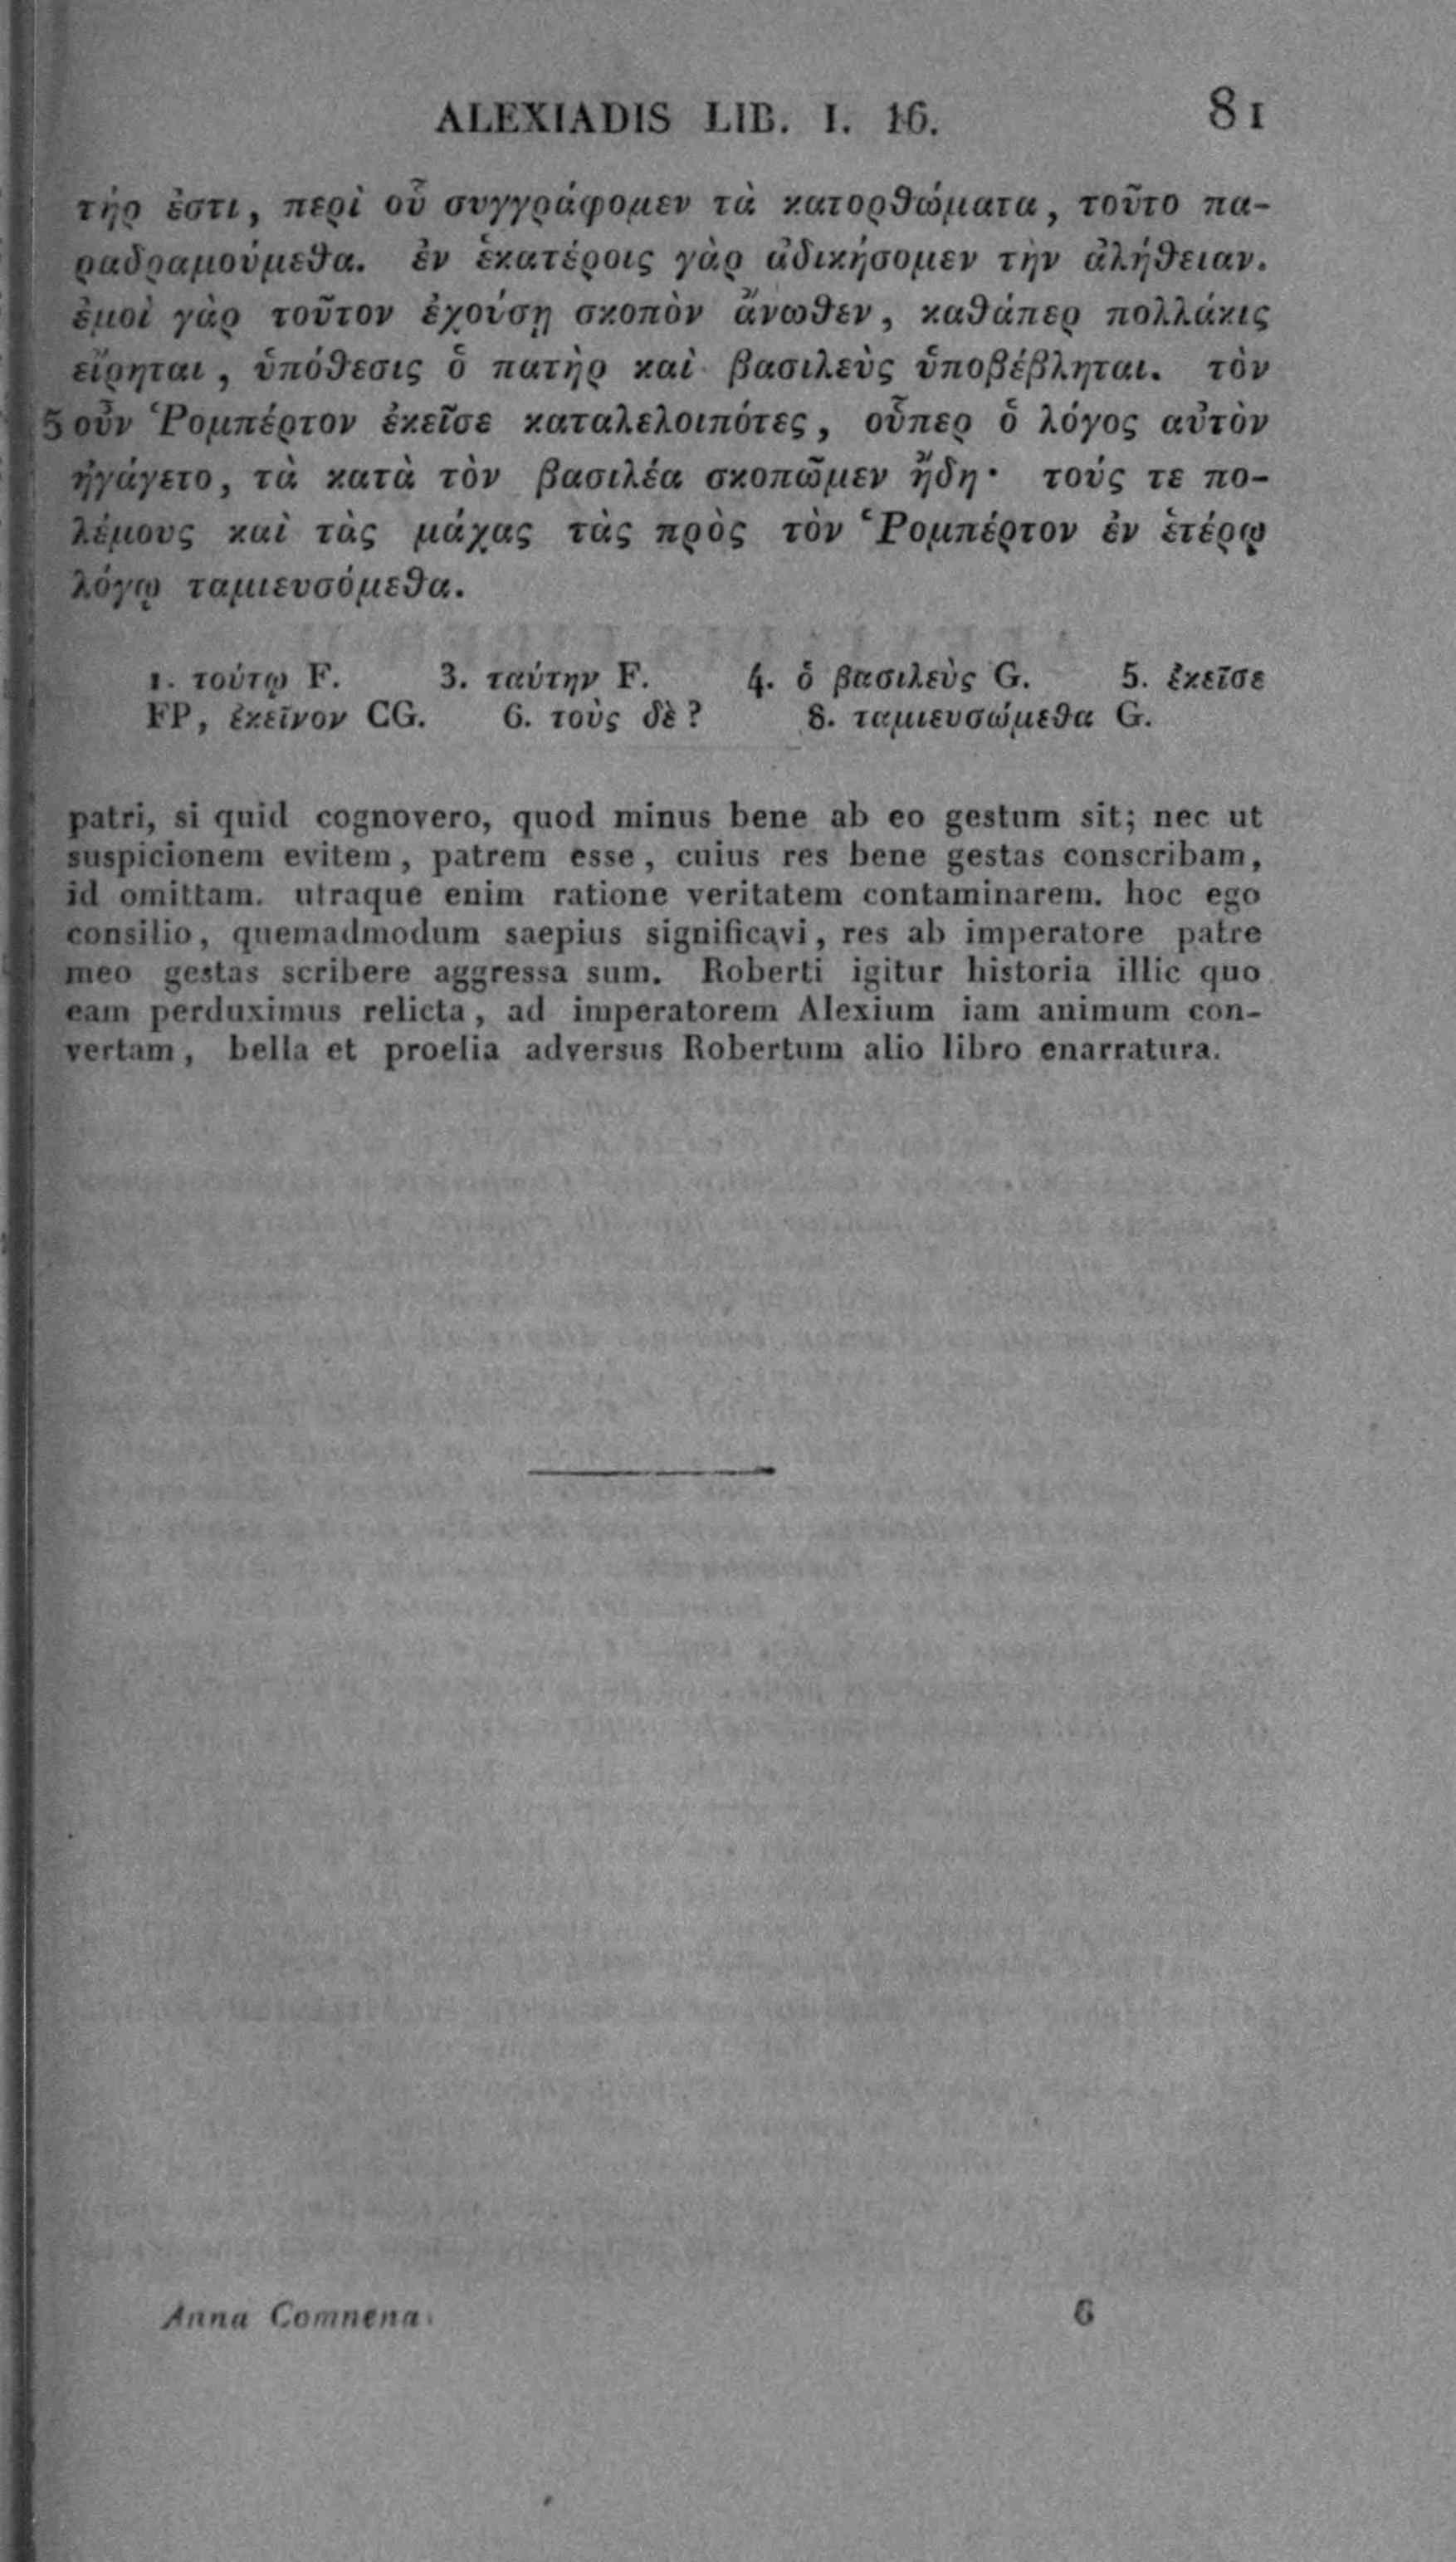 ALEXIADIS LIB. I. 16. 81
τήρ ἐστι, περὶ οὗ συγγράφομεν τὰ κατορθώματα, τοῦτο πα-
ραδραμούμεθα. ἐν ἑκατέροις γὰρ ἀδικήσομεν τὴν ἀλήθειαν.
ἐμοὶ γὰρ τοῦτον ἐχούσῃ σκοπὸν ἄνωθεν, καθάπερ πολλάκις
εἴρηται, ὑπόθεσις ὁ πατὴρ καὶ βασιλεὺς ὑποβέβληται. τὸν
5 οὖν Ῥομπέρτον ἐκεῖσε καταλελοιπότες, οὗπερ ὁ λόγος αὐτὸν
ἠγάγετο, τὰ κατὰ τὸν βασιλέα σκοπῶμεν ἤδη· τούς τε πο-
λέμους καὶ τὰς μάχας τὰς πρὸς τὸν Ῥομπέρτον ἐν ἑτέρῳ
λόγῳ ταμιευσόμεθα.
1. τούτῳ F. 3. ταύτην F. 4. ὁ βασιλεὺς G. 5. ἐκεῖσε
FP, ἐκεῖνον CG. 6. τοὺς δὲ? 8. ταμιευσώμεθα G.
patri, si quid cognovero, quod minus bene ab eo gestum sit; nec ut
suspicionem evitem, patrem esse, cuius res bene gestas conscribam,
id omittam. utraque enim ratione veritatem contaminarem. hoc ego
consilio, quemadmodum saepius significavi, res ab imperatore patre
meo gestas scribere aggressa sum. Roberti igitur historia illic quo
eam perduximus relicta, ad imperatorem Alexium iam animum con-
vertam, bella et proelia adversus Robertum alio libro enarratura.
Anna Comnena. 6